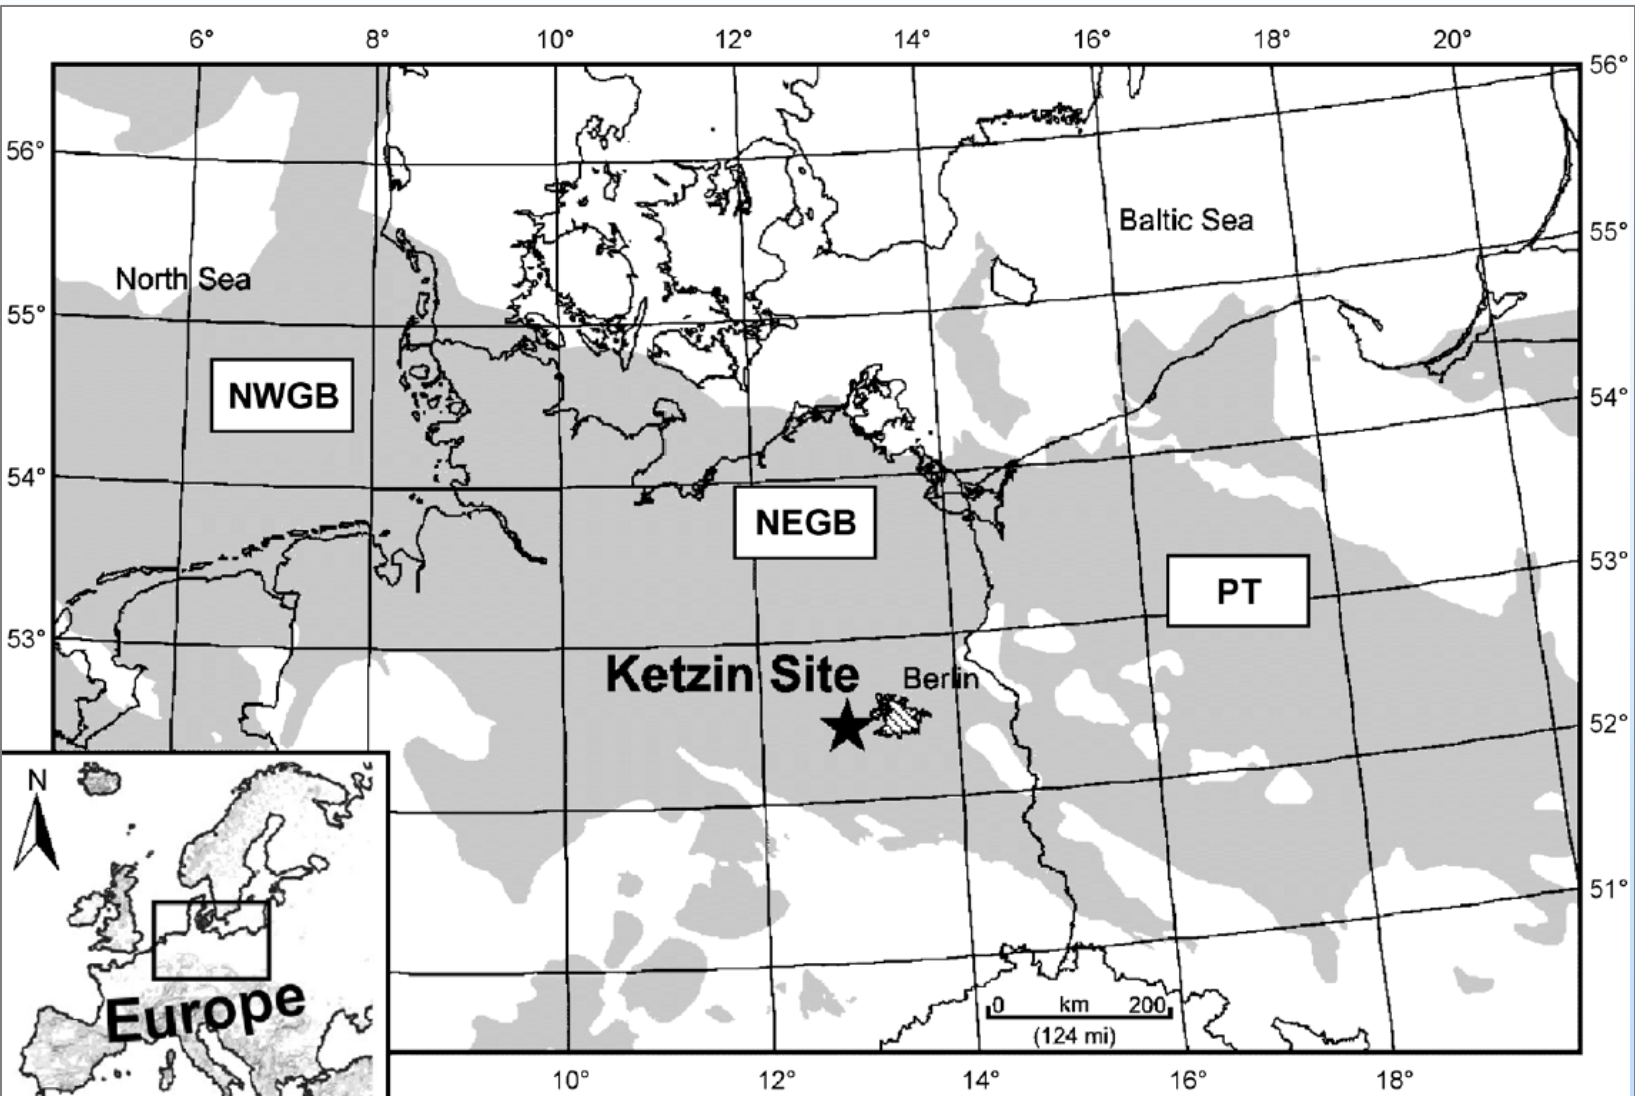 6° 8° 10° 12° 14° 16° 18° 20°
56°
56°
Baltic Sea
55°
North Sea
55°
NWGB
54°
54°
NEGB
53°
PT
53°
Ketzin Site
Berlin
52°
N
51°
Europe
0 km 200
(124 mi)
10° 12° 14° 16° 18°